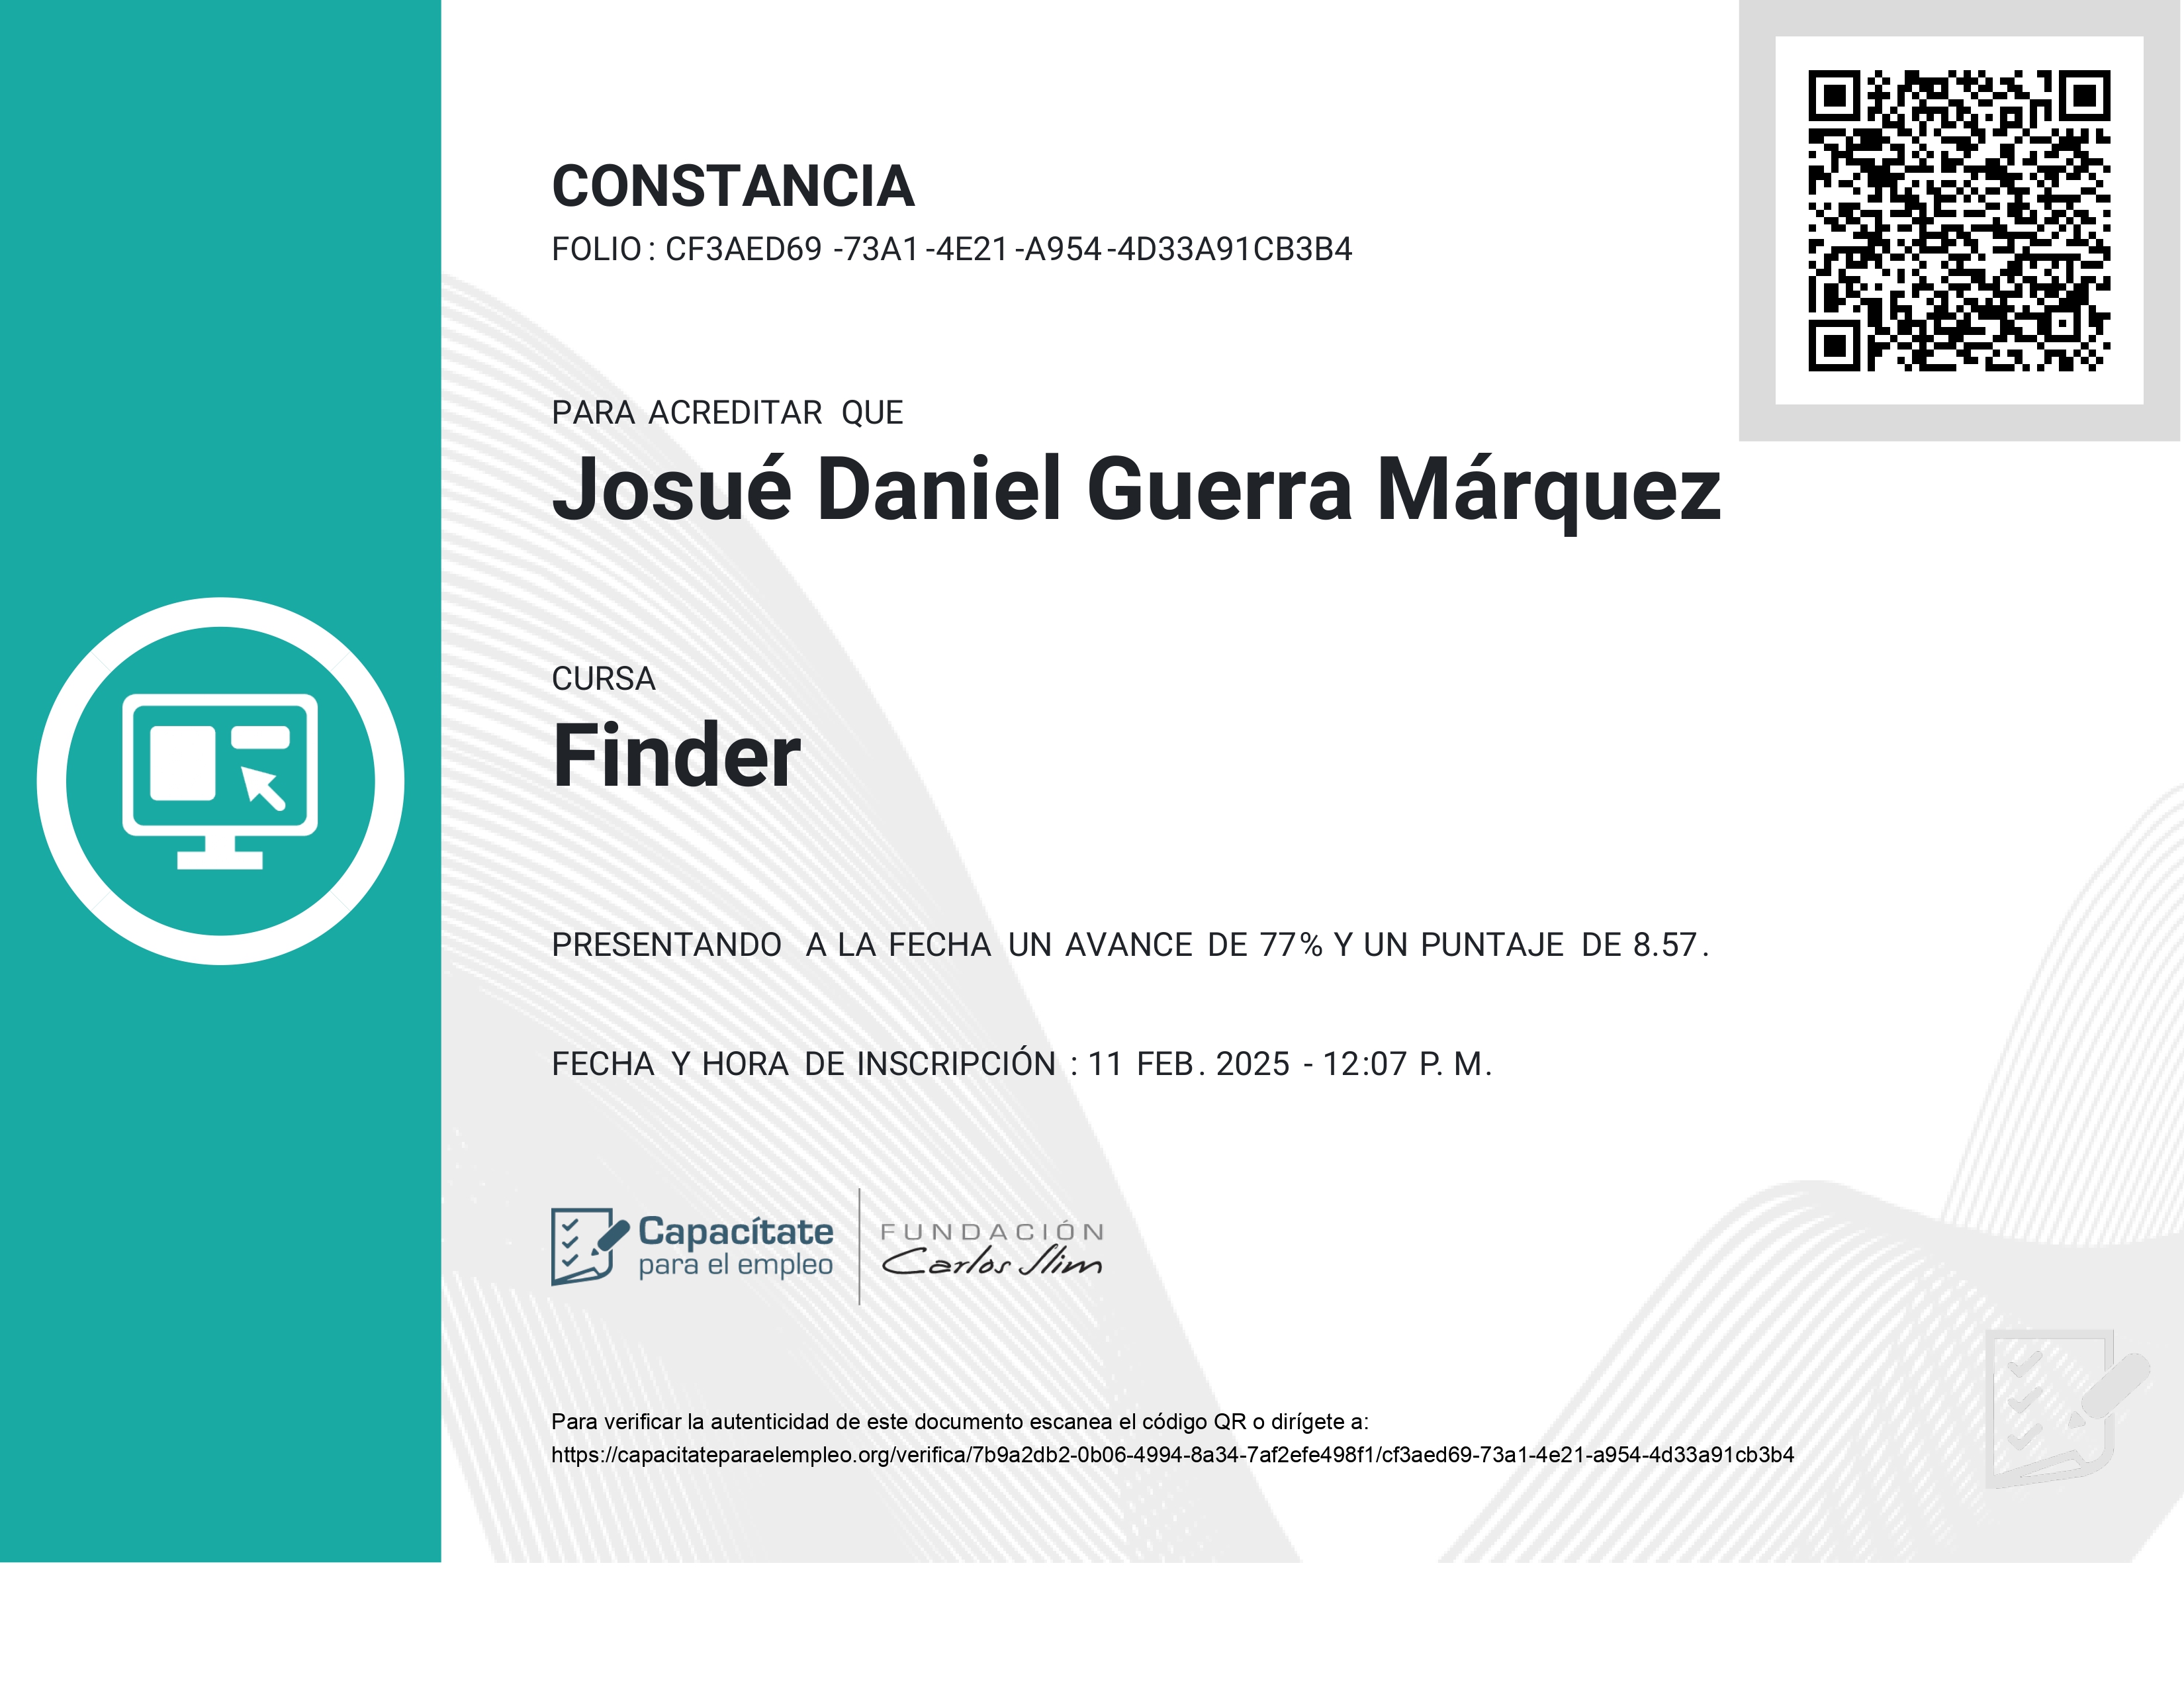 CONSTANCIA
FOLIO : CF3AED69 -73A1 -4E21 -A954 -4D33A91CB3B4
PARA ACREDITAR QUE
Josué Daniel Guerra Márquez
CURSA
Finder
PRESENTANDO A LA FECHA UN AVANCE DE 77% Y UN PUNTAJE DE 8.57.
FECHA Y HORA DE INSCRIPCIÓN : 11 FEB. 2025 - 12:07 P. M.
Capacítate
para el empleo
FUNDACIÓN
Carlos Slim
Para verificar la autenticidad de este documento escanea el código QR o dirígete a:
https://capacitateparaelempleo.org/verifica/7b9a2db2-0b06-4994-8a34-7af2efe498f1/cf3aed69-73a1-4e21-a954-4d33a91cb3b4